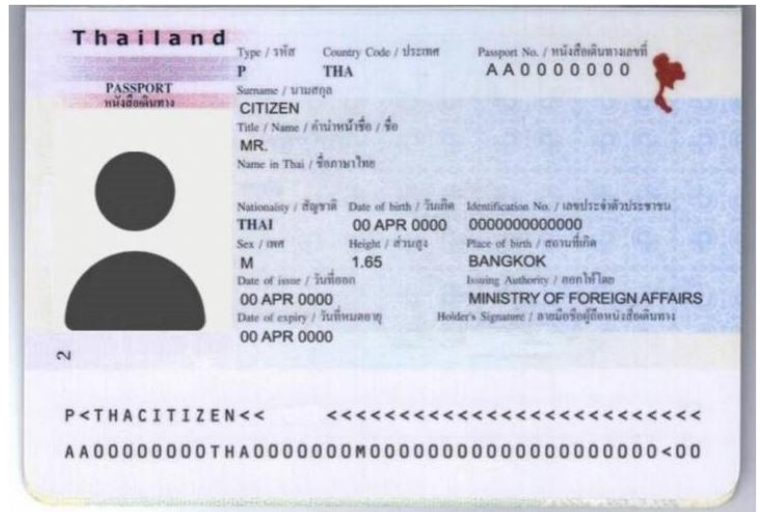 Thailand
PASSPORT
หนังสือเดินทาง
Type / รหัส Country Code / ประเทศ Passport No. / หนังสือเดินทางเลขที่
P THA AA0000000
Surname / นามสกุล
CITIZEN
Title / Name / คำนำหน้าชื่อ / ชื่อ
MR.
Name in Thai / ชื่อภาษาไทย
Nationality / สัญชาติ Date of birth / วันเกิด Identification No. / เลขประจำตัวประชาชน
THAI 00 APR 0000 0000000000000
Sex / เพศ Height / ส่วนสูง Place of birth / สถานที่เกิด
M 1.65 BANGKOK
Date of issue / วันที่ออก Issuing Authority / ออกให้โดย
00 APR 0000 MINISTRY OF FOREIGN AFFAIRS
Date of expiry / วันที่หมดอายุ Holder's Signature / ลายมือชื่อผู้ถือหนังสือเดินทาง
00 APR 0000
2
P<THACITIZEN<< <<<<<<<<<<<<<<<<<<<<<<<<<<
AA00000000THA0000000M00000000000000000000000<00